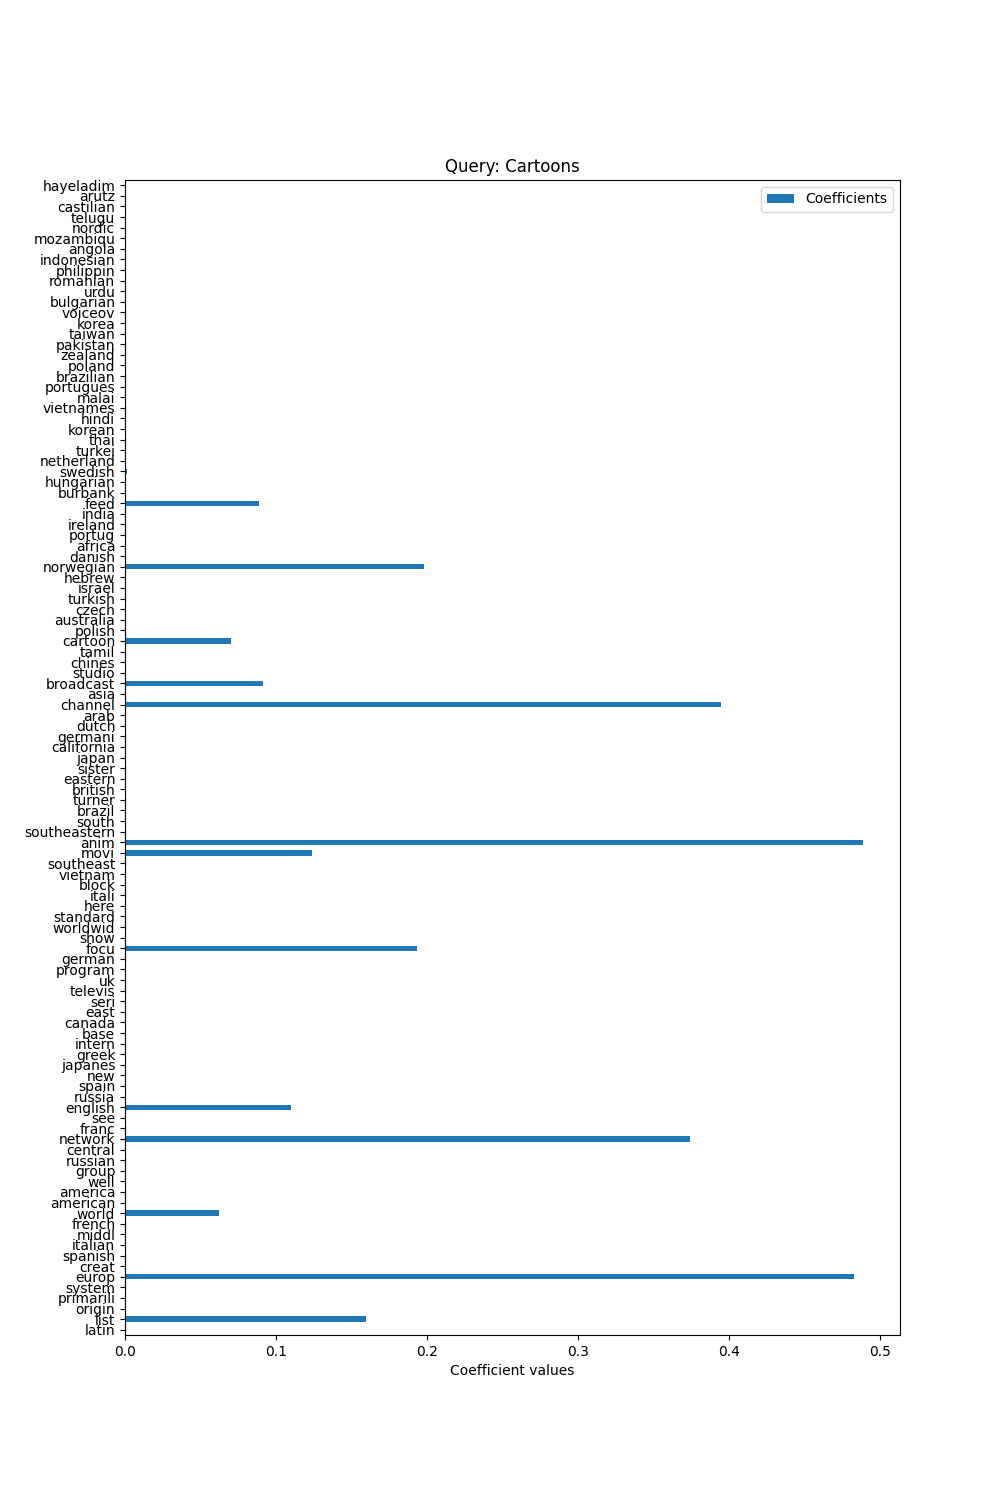 Query: Cartoons
Coefficients
hayeladim
arutz
castilian
telugu
nordic
mozambiqu
angola
indonesian
philippin
romanian
urdu
bulgarian
voiceov
korea
taiwan
pakistan
zealand
poland
brazilian
portugues
malai
vietnames
hindi
korean
thai
turkei
netherland
swedish
hungarian
burbank
feed
india
ireland
portug
africa
danish
norwegian
hebrew
israel
turkish
czech
australia
polish
cartoon
tamil
chines
studio
broadcast
asia
channel
arab
dutch
germani
california
japan
sister
eastern
british
turner
brazil
south
southeastern
anim
movi
southeast
vietnam
block
itali
here
standard
worldwid
show
focu
german
program
uk
televis
seri
east
canada
base
intern
greek
japanes
new
spain
russia
english
see
franc
network
central
russian
group
well
america
american
world
french
middl
italian
spanish
creat
europ
system
primarili
origin
list
latin
0.0 0.1 0.2 0.3 0.4 0.5
Coefficient values